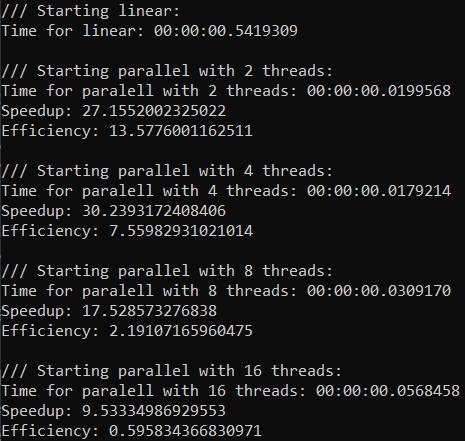 /// Starting linear:
Time for linear: 00:00:00.5419309
/// Starting parallel with 2 threads:
Time for paralell with 2 threads: 00:00:00.0199568
Speedup: 27.1552002325022
Efficiency: 13.5776001162511
/// Starting parallel with 4 threads:
Time for paralell with 4 threads: 00:00:00.0179214
Speedup: 30.2393172408406
Efficiency: 7.55982931021014
/// Starting parallel with 8 threads:
Time for paralell with 8 threads: 00:00:00.0309170
Speedup: 17.528573276838
Efficiency: 2.19107165960475
/// Starting parallel with 16 threads:
Time for paralell with 16 threads: 00:00:00.0568458
Speedup: 9.53334986929553
Efficiency: 0.595834366830971